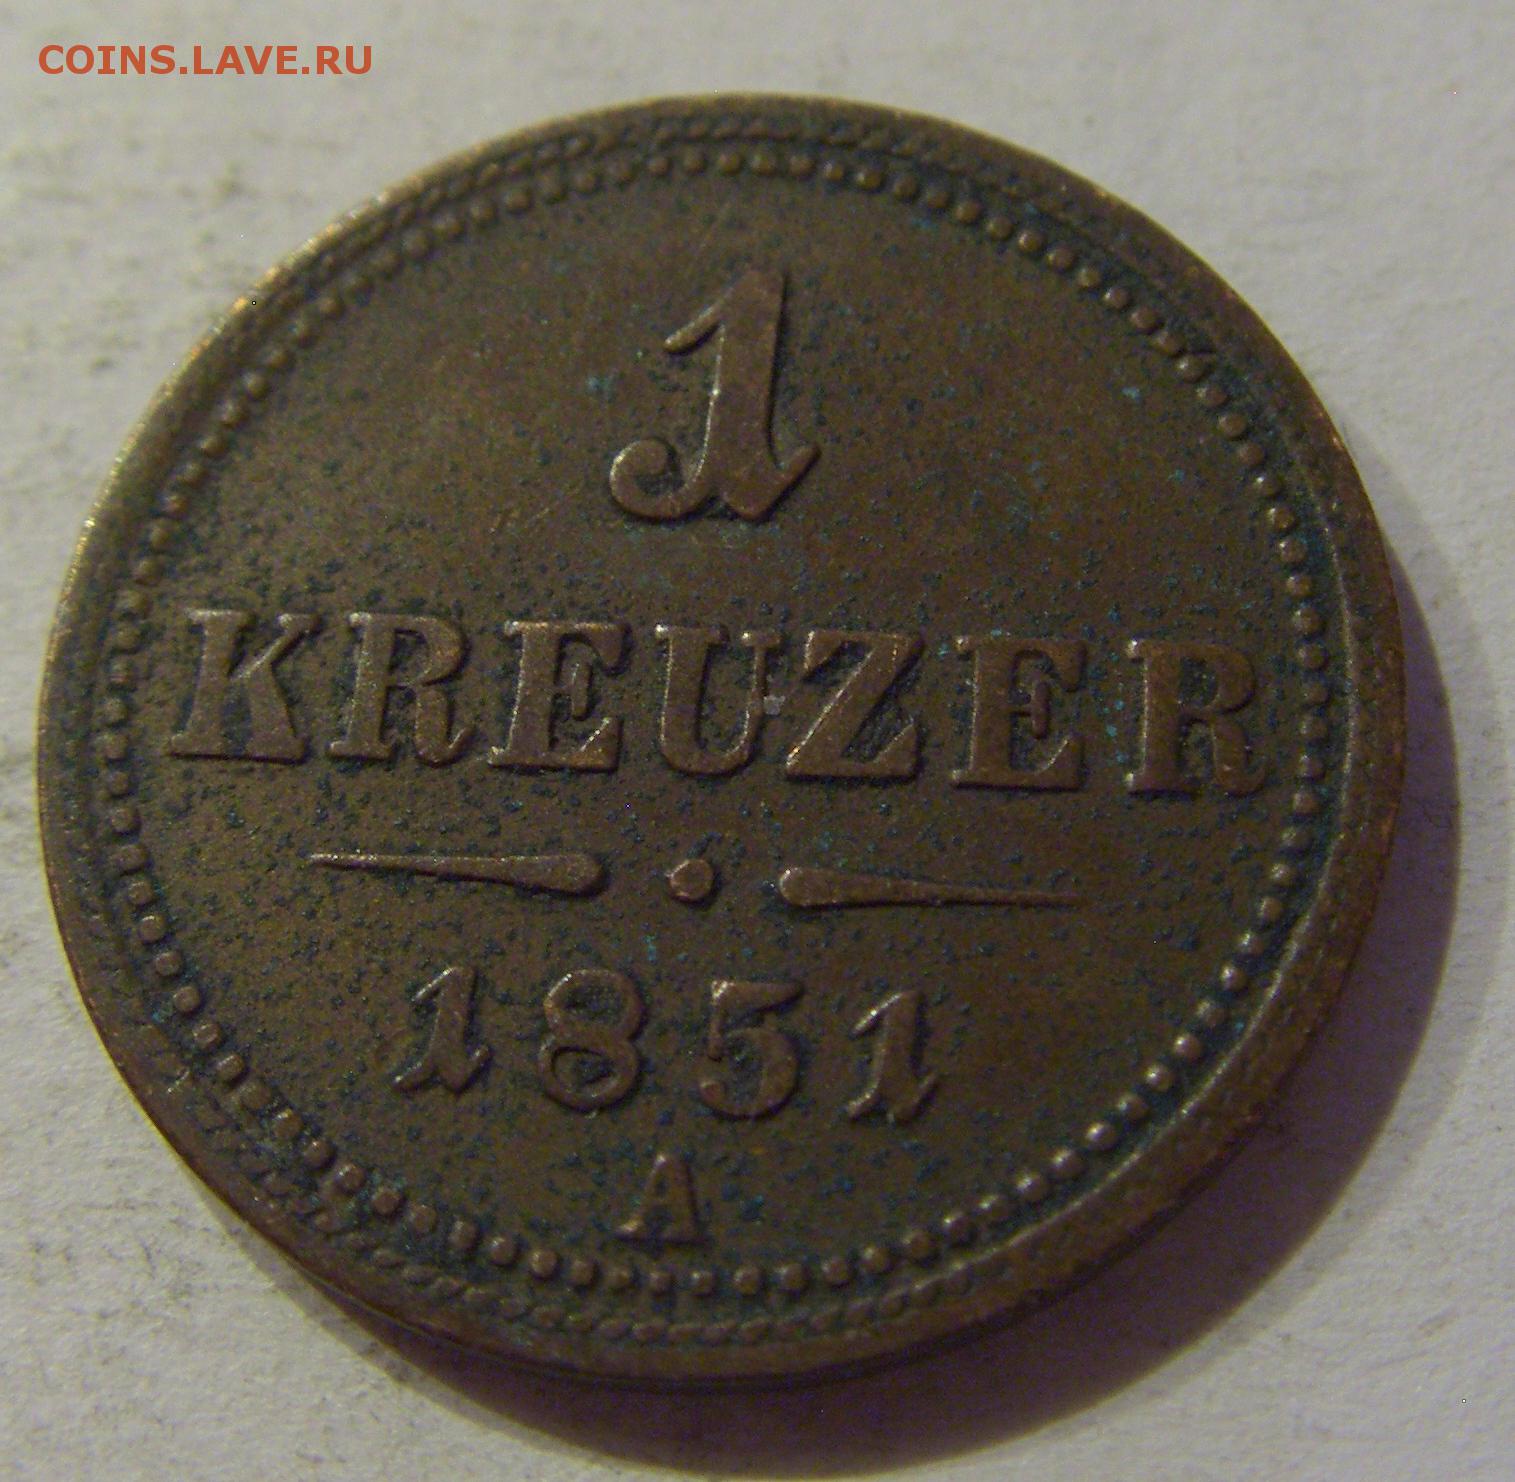 COINS.LAVE.RU
1
KREUZER
1851
A